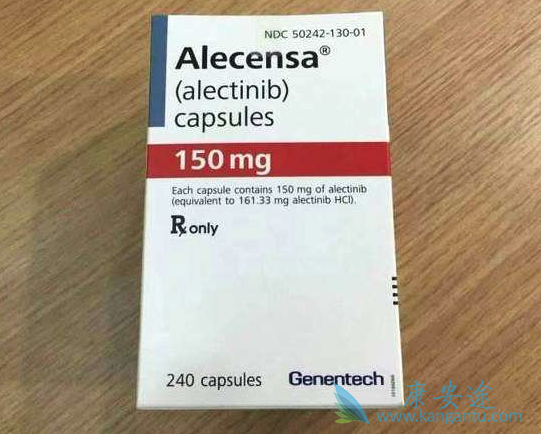 NDC 50242-130-01
Alecensa®
(alectinib)
capsules
150 mg
Each capsule contains 150 mg of alectinib
(equivalent to 161.33 mg alectinib HCl).
Rx only
240 capsules
Genentech
康安途
www.kangantu.com